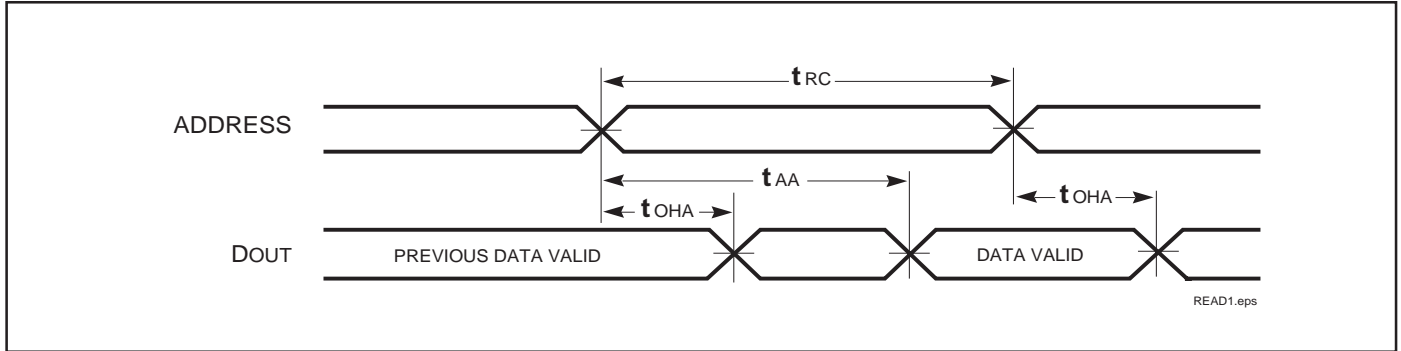 tRC
ADDRESS
tAA
tOHA
tOHA
DOUT
PREVIOUS DATA VALID
DATA VALID
READ1.eps